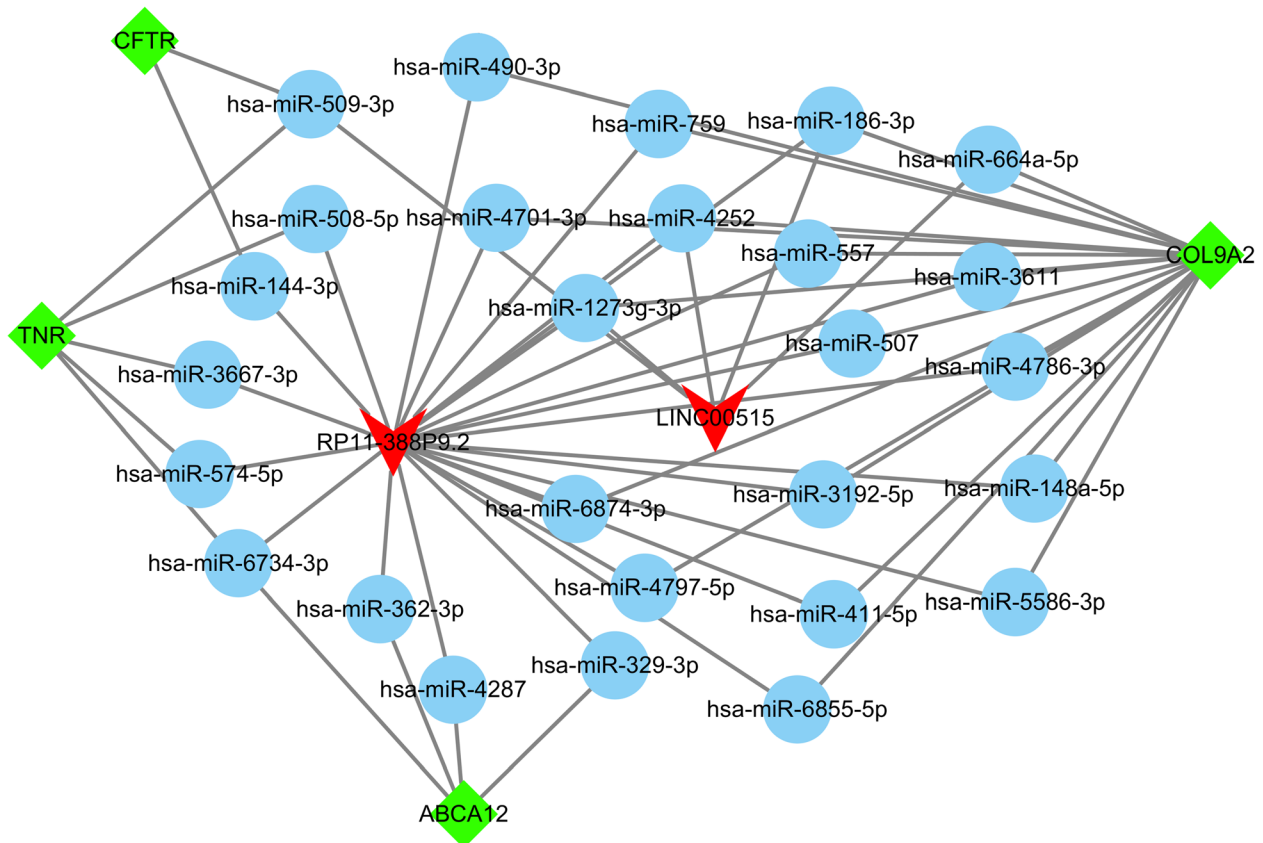 CFTR
hsa-miR-490-3p
hsa-miR-509-3p
hsa-miR-759
hsa-miR-186-3p
hsa-miR-664a-5p
hsa-miR-508-5p
hsa-miR-4701-3p
hsa-miR-4252
hsa-miR-557
COL9A2
hsa-miR-144-3p
hsa-miR-3611
hsa-miR-1273g-3p
TNR
hsa-miR-507
hsa-miR-3667-3p
hsa-miR-4786-3p
LINC00515
RP11-388P9.2
hsa-miR-574-5p
hsa-miR-6874-3p
hsa-miR-3192-5p
hsa-miR-148a-5p
hsa-miR-6734-3p
hsa-miR-4797-5p
hsa-miR-362-3p
hsa-miR-411-5p
hsa-miR-5586-3p
hsa-miR-329-3p
hsa-miR-4287
hsa-miR-6855-5p
ABCA12